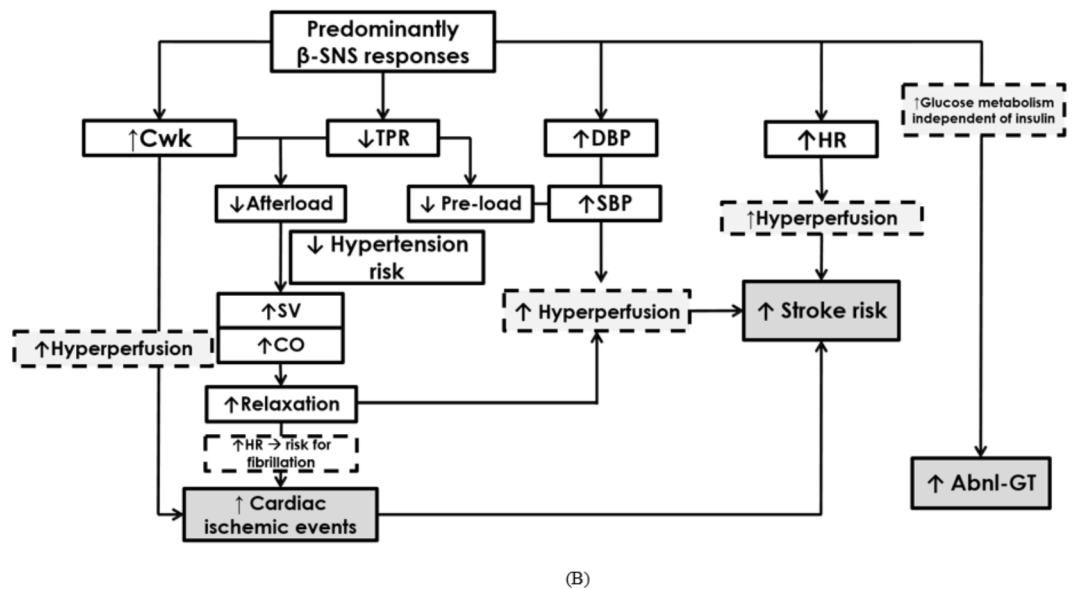 Predominantly
β-SNS responses
↑Glucose metabolism
independent of insulin
↑Cwk
↓TPR
↑DBP
↑HR
↓Afterload
↓ Pre-load
↑SBP
↑Hyperperfusion
↓ Hypertension
risk
↑SV
↑ Hyperperfusion
↑ Stroke risk
↑Hyperperfusion
↑CO
↑Relaxation
↑HR → risk for
fibrillation
↑ Abnl-GT
↑ Cardiac
ischemic events
(B)